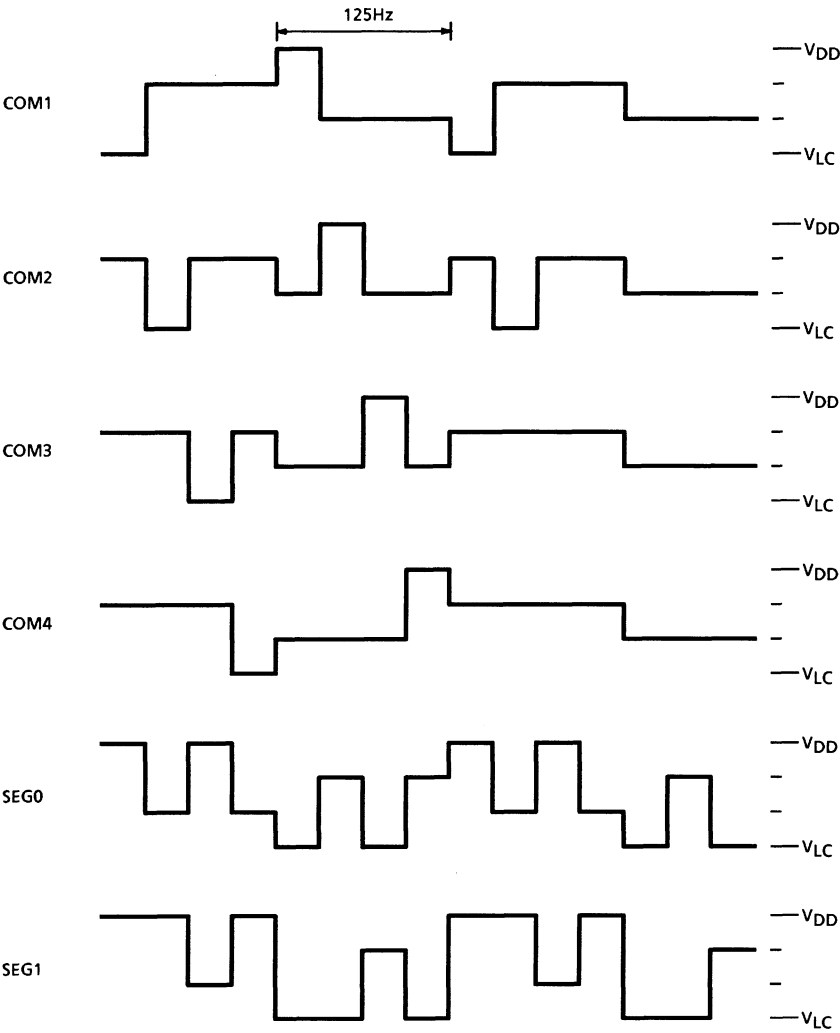 125Hz
COM1
VDD
VLC
COM2
VDD
VLC
COM3
VDD
VLC
COM4
VDD
VLC
SEG0
VDD
VLC
SEG1
VDD
VLC